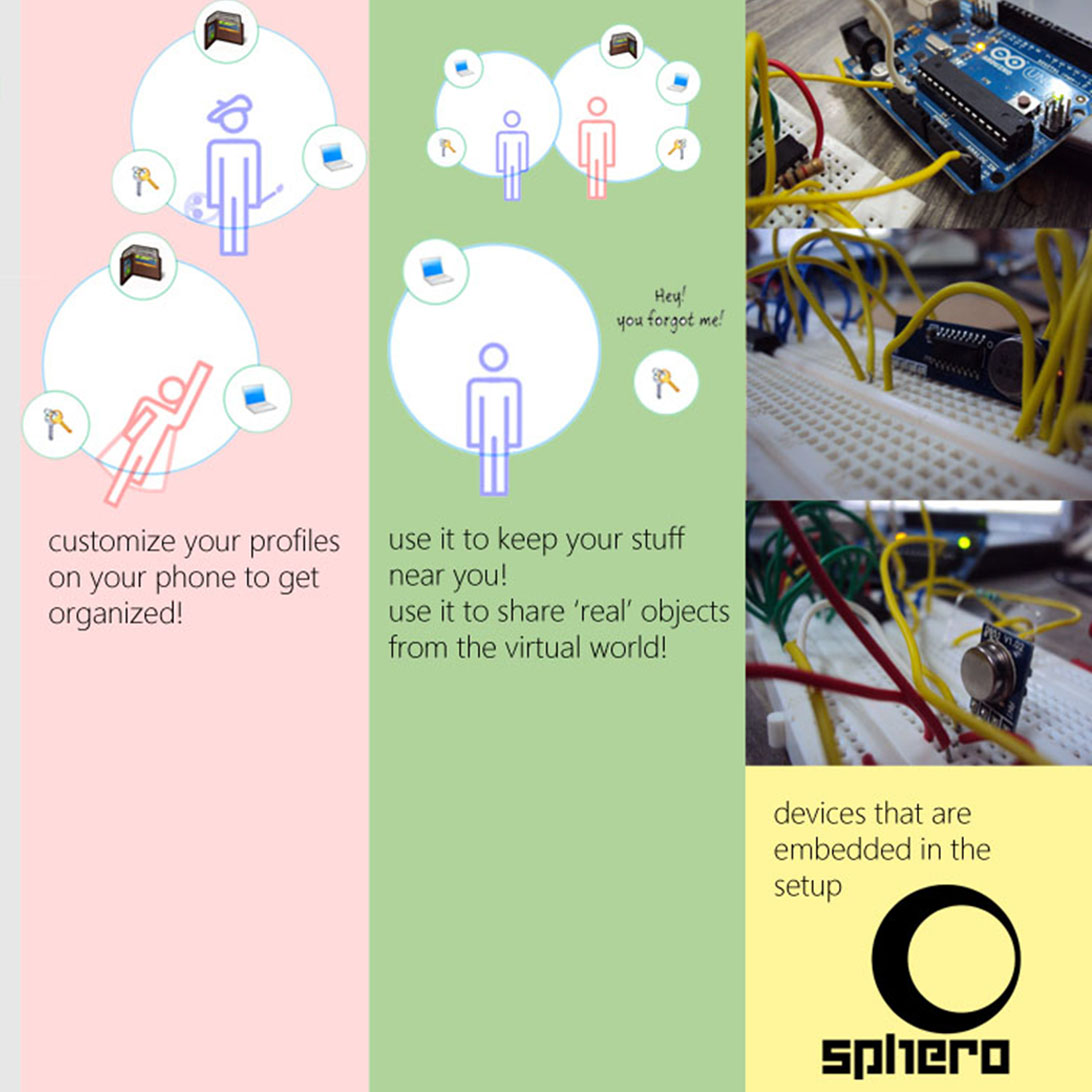 customize your profiles
on your phone to get
organized!
Hey!
you forgot me!
use it to keep your stuff
near you!
use it to share ‘real’ objects
from the virtual world!
UNO
devices that are
embedded in the
setup
sphero